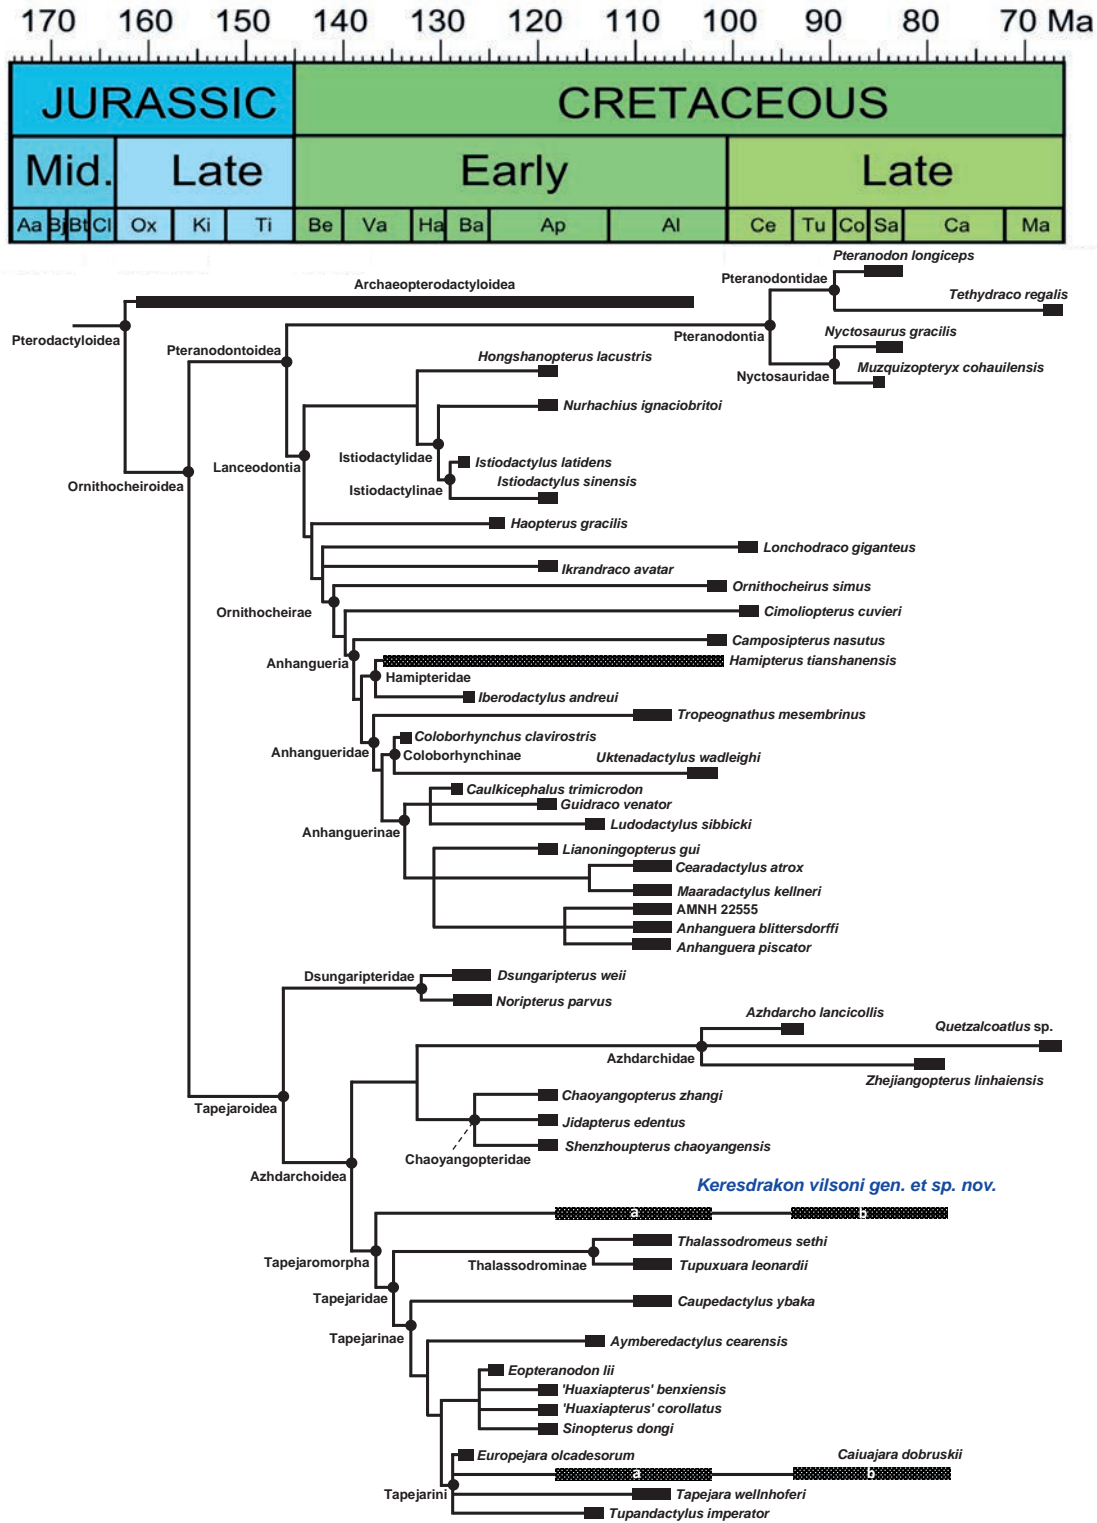 170 160 150 140 130 120 110 100 90 80 70 Ma
JURASSIC CRETACEOUS
Mid. Late Early Late
Aa Bj Bt Cl Ox Ki Ti Be Va Ha Ba Ap Al Ce Tu Co Sa Ca Ma
Pteranodon longiceps
Pteranodontidae
Archaeopterodactyloidea
Tethydraco regalis
Pterodactyloidea
Pteranodontia
Nyctosaurus gracilis
Pteranodontoidea
Hongshanopterus lacustris
Muzquizopteryx cohauilensis
Nyctosauridae
Nurhachius ignaciobritoi
Istiodactylidae
Istiodactylus latidens
Lanceodontia
Istiodactylus sinensis
Ornithocheiroidea
Istiodactylinae
Haopterus gracilis
Lonchodraco giganteus
Ikrandraco avatar
Ornithocheirus simus
Ornithocheirae
Cimoliopterus cuvieri
Camposipterus nasutus
Anhangueria
Hamipterus tianshanensis
Hamipteridae
Iberodactylus andreui
Tropeognathus mesembrinus
Coloborhynchus clavirostris
Anhangueridae
Coloborhynchinae
Uktenadactylus wadleighi
Caulkicephalus trimicrodon
Guidraco venator
Ludodactylus sibbicki
Anhanguerinae
Lianoningopterus gui
Cearadactylus atrox
Maaradactylus kellneri
AMNH 22555
Anhanguera blittersdorffi
Anhanguera piscator
Dsungaripteridae
Dsungaripterus weii
Noripterus parvus
Azhdarcho lancicollis
Quetzalcoatlus sp.
Azhdarchidae
Zhejiangopterus linhaiensis
Chaoyangopterus zhangi
Tapejaroidea
Jidapterus edentus
Shenzhoupterus chaoyangensis
Chaoyangopteridae
Azhdarchoidea
Keresdrakon vilsoni gen. et sp. nov.
a b
Thalassodromeus sethi
Tapejaromorpha
Thalassodrominae
Tupuxuara leonardii
Tapejaridae
Caupedactylus ybaka
Tapejarinae
Aymberedactylus cearensis
Eopteranodon lii
'Huaxiapterus' benxiensis
'Huaxiapterus' corollatus
Sinopterus dongi
Europejara olcadesorum
Caiuajara dobruskii
a b
Tapejarini
Tapejara wellnhoferi
Tupandactylus imperator